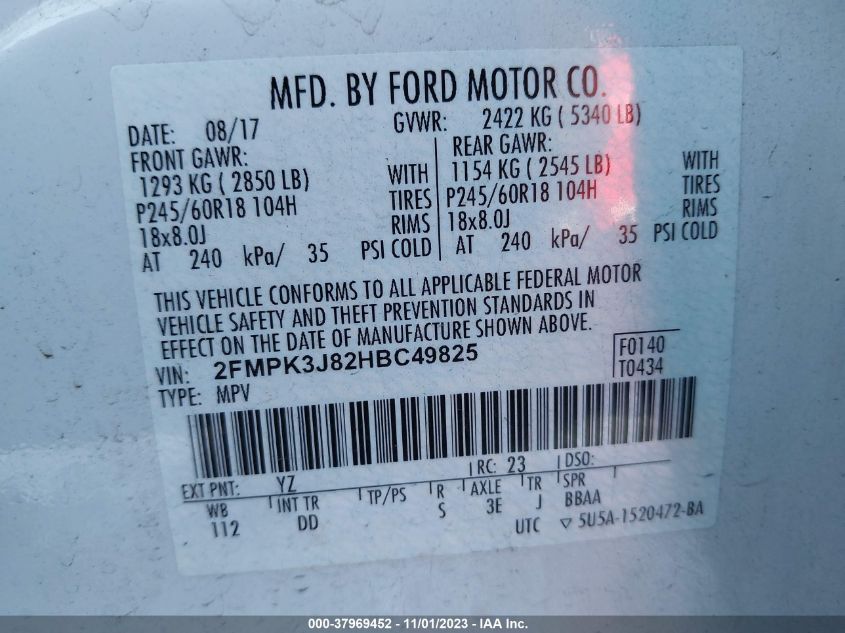 MFD. BY FORD MOTOR CO.
DATE: 08/17 GVWR: 2422 KG ( 5340 LB)
FRONT GAWR: REAR GAWR:
1293 KG ( 2850 LB) WITH 1154 KG ( 2545 LB) WITH
P245/60R18 104H TIRES P245/60R18 104H TIRES
18x8.0J RIMS 18x8.0J RIMS
AT 240 kPa/ 35 PSI COLD AT 240 kPa/ 35 PSI COLD
THIS VEHICLE CONFORMS TO ALL APPLICABLE FEDERAL MOTOR
VEHICLE SAFETY AND THEFT PREVENTION STANDARDS IN
EFFECT ON THE DATE OF MANUFACTURE SHOWN ABOVE.
VIN: 2FMPK3J82HBC49825 F0140
TYPE: MPV T0434
EXT PNT: YZ RC: 23 DSO:
WB INT TR TP/PS R AXLE TR SPR
112 DD S 3E J BBAA
UTC ▽ 5U5A-1520472-BA
000-37969452 - 11/01/2023 - IAA Inc.